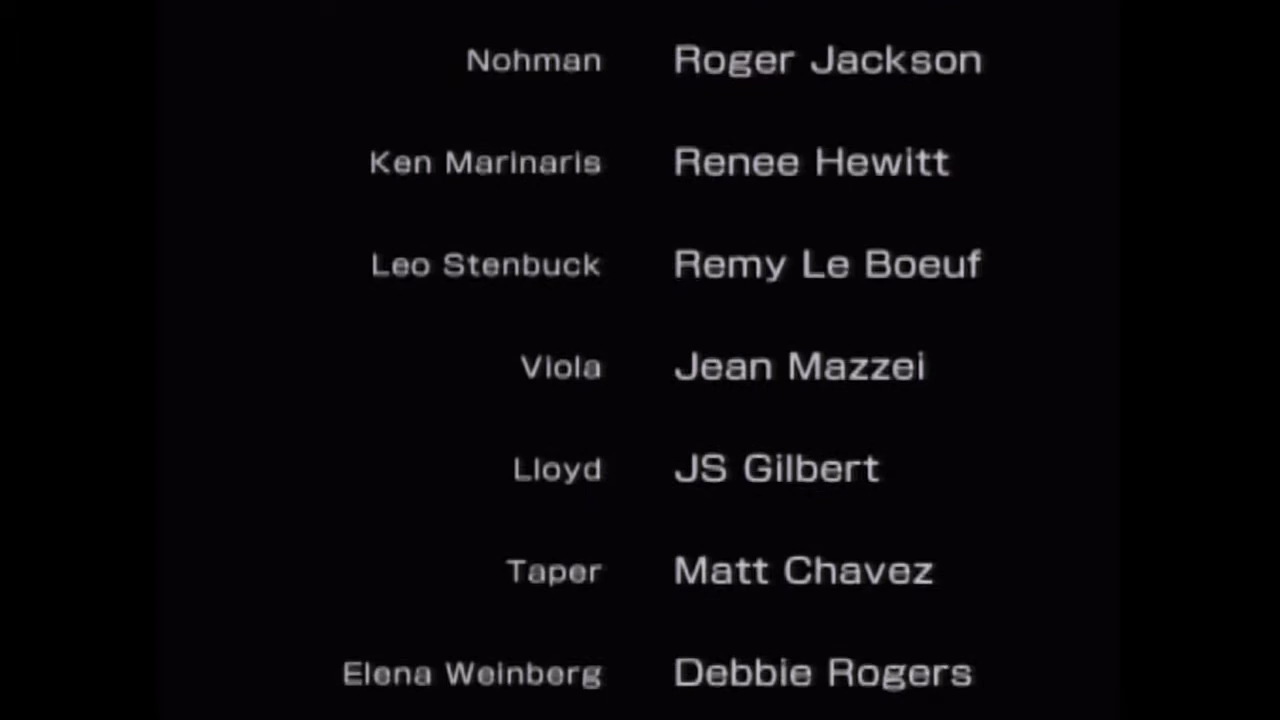 Nohman Roger Jackson
Ken Marinaris Renee Hewitt
Leo Stenbuck Remy Le Boeuf
Viola Jean Mazzei
Lloyd JS Gilbert
Taper Matt Chavez
Elena Weinberg Debbie Rogers